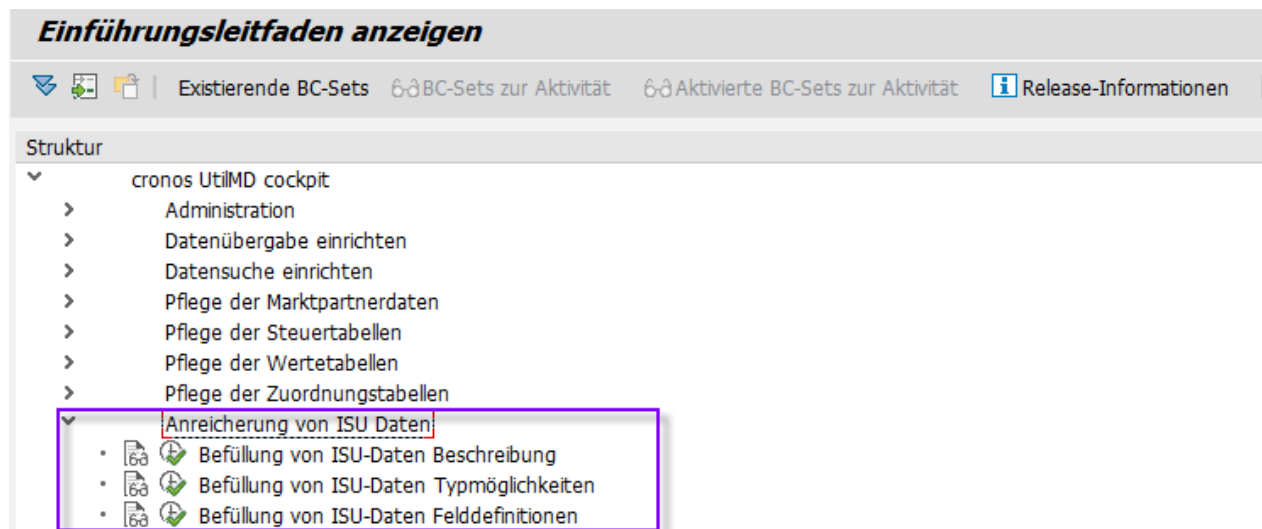 Einführungsleitfaden anzeigen
Existierende BC-Sets BC-Sets zur Aktivität Aktivierte BC-Sets zur Aktivität Release-Informationen
Struktur
cronos UtilMD cockpit
Administration
Datenübergabe einrichten
Datensuche einrichten
Pflege der Marktpartnerdaten
Pflege der Steuertabellen
Pflege der Wertetabellen
Pflege der Zuordnungstabellen
Anreicherung von ISU Daten
Befüllung von ISU-Daten Beschreibung
Befüllung von ISU-Daten Typmöglichkeiten
Befüllung von ISU-Daten Felddefinitionen